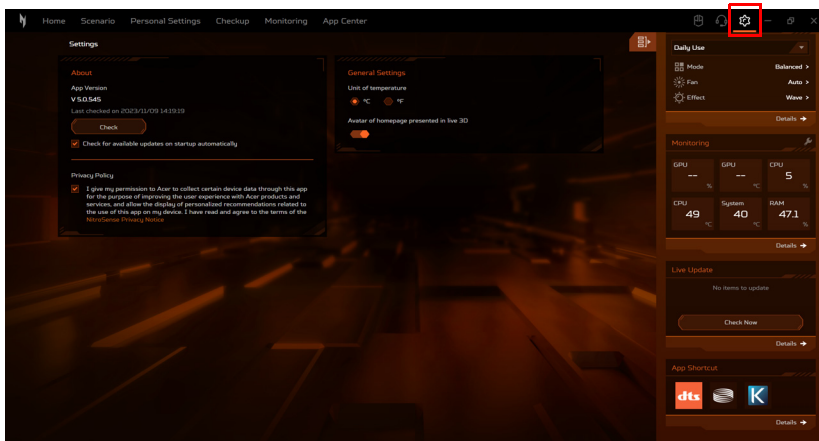 Home Scenario Personal Settings Checkup Monitoring App Center
Settings
About
App Version
V 5.0.545
Last checked on 2023/11/09 14:19:19
Check
Check for available updates on startup automatically
Privacy Policy
I give my permission to Acer to collect certain device data through this app
for the purpose of improving the user experience with Acer products and
services, and allow the display of personalized recommendations related to
the use of this app on my device. I have read and agree to the terms of the
NitroSense Privacy Notice
General Settings
Unit of temperature
°C °F
Avatar of homepage presented in live 3D
Daily Use
Mode Balanced >
Fan Auto >
Effect Wave >
Details →
Monitoring
GPU GPU CPU
-- -- 5
% °C %
CPU System RAM
49 40 47.1
°C °C %
Details →
Live Update
No items to update
Check Now
Details →
App Shortcut
dts K
Details →